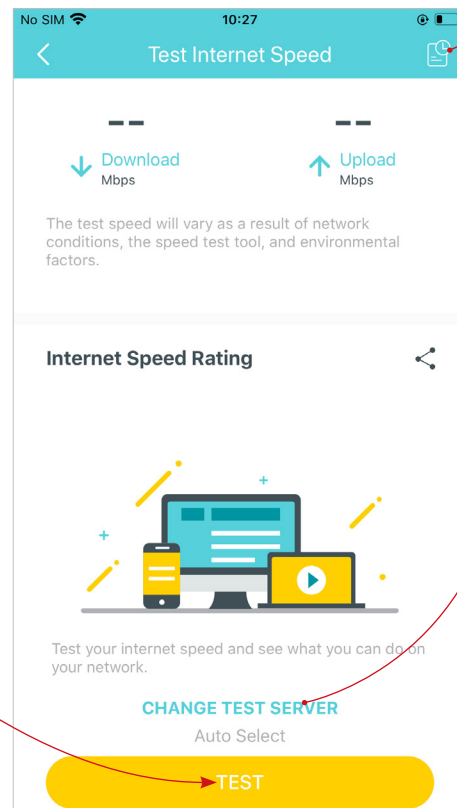 No SIM 10:27
Test Internet Speed
-- --
Download Upload
Mbps Mbps
The test speed will vary as a result of network
conditions, the speed test tool, and environmental
factors.
Internet Speed Rating
Test your internet speed and see what you can do on
your network.
CHANGE TEST SERVER
Auto Select
TEST